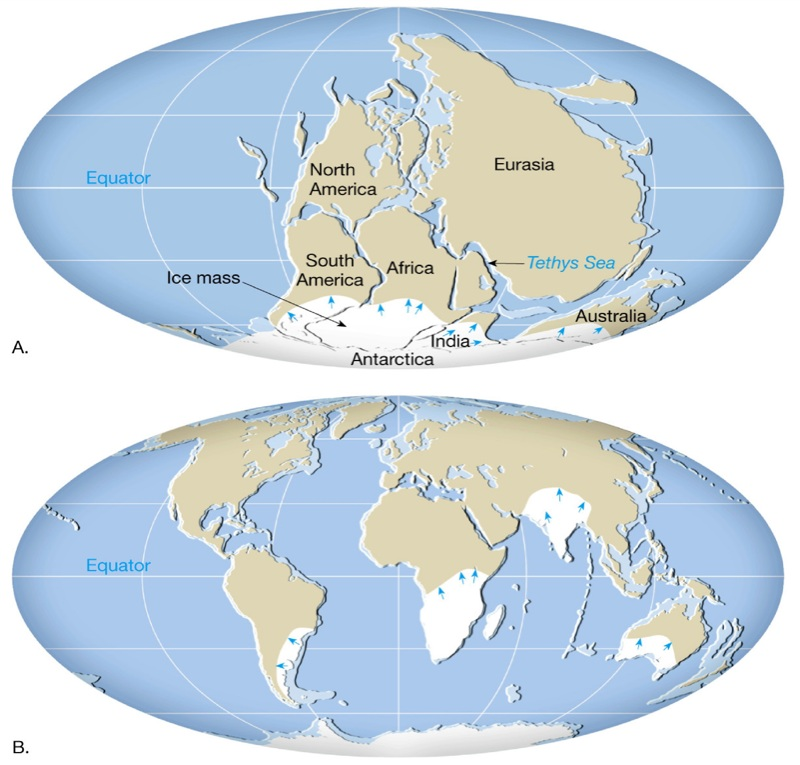 Equator
North
America
Eurasia
South
America
Africa
Tethys Sea
Ice mass
Australia
India
Antarctica
A.
Equator
B.